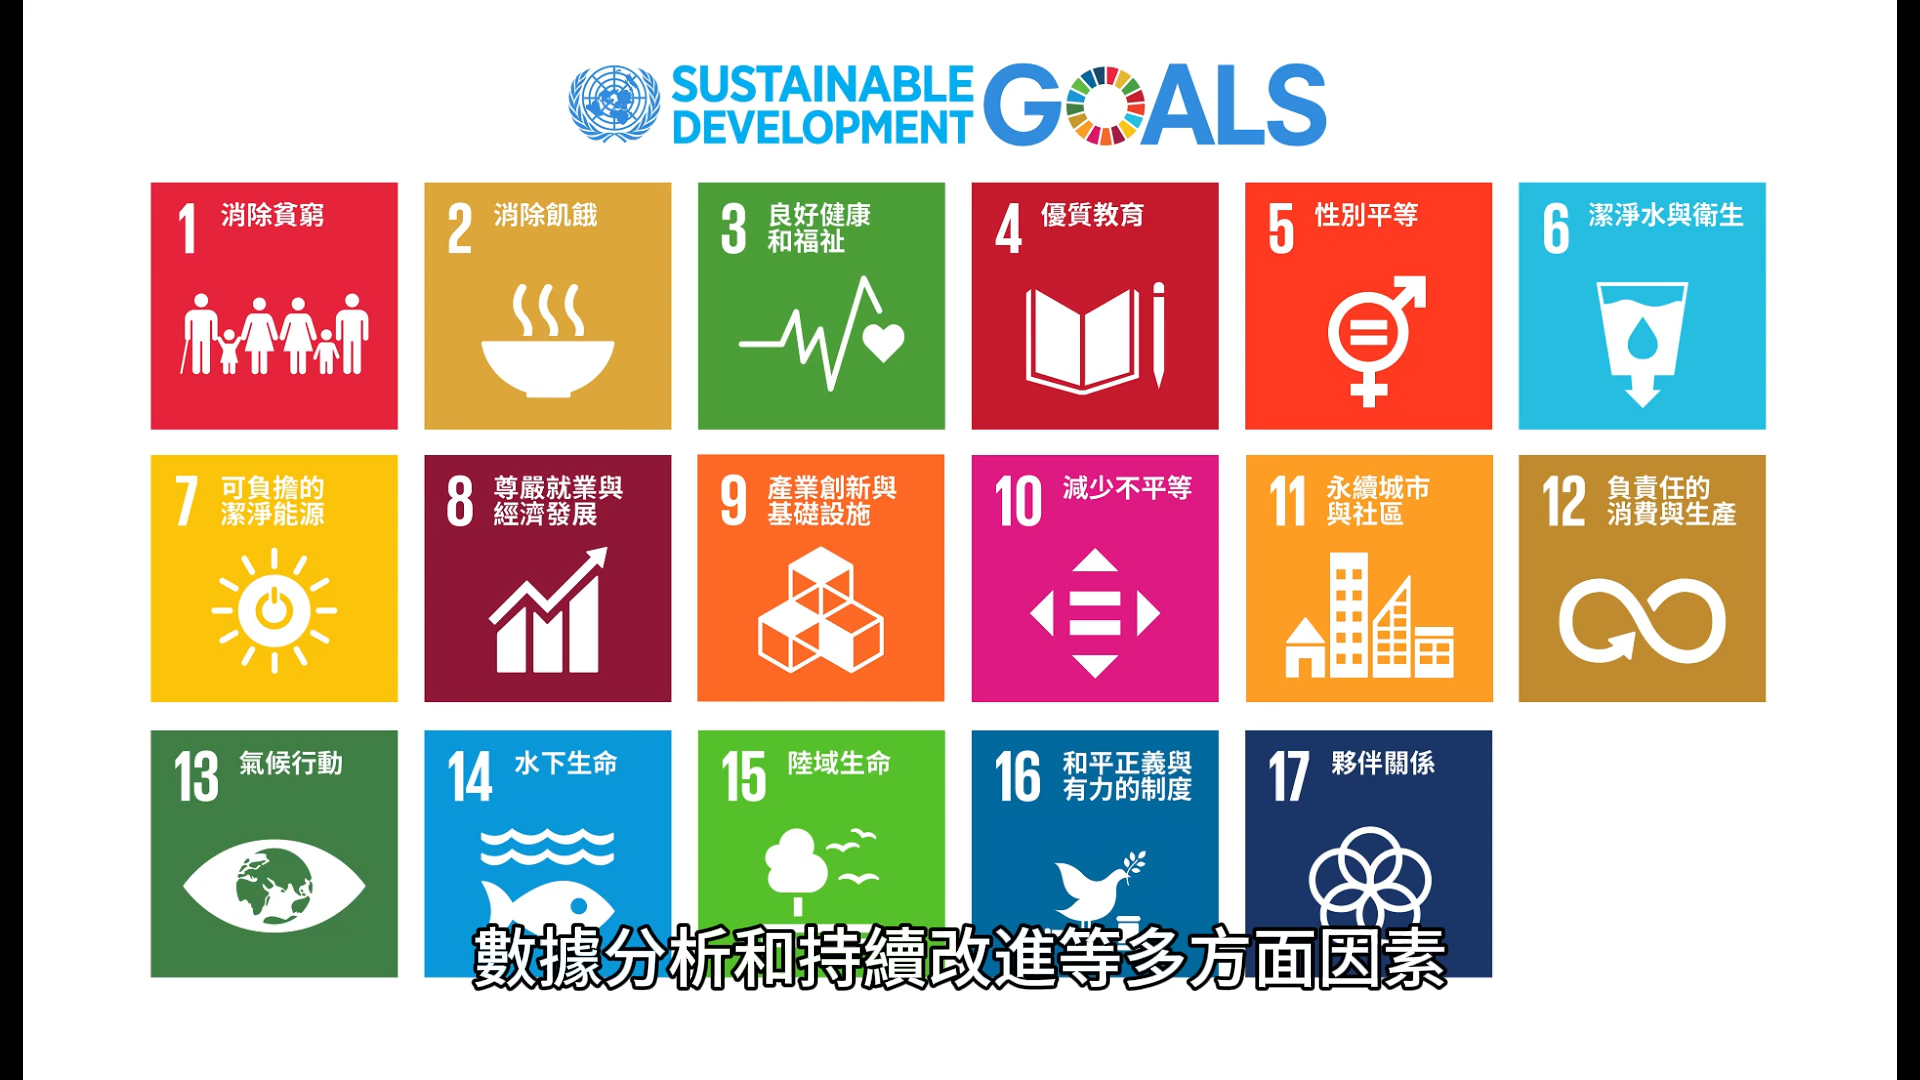 SUSTAINABLE
DEVELOPMENT
GOALS
1 消除貧窮
2 消除飢餓
3 良好健康
和福祉
4 優質教育
5 性別平等
6 潔淨水與衛生
7 可負擔的
潔淨能源
8 尊嚴就業與
經濟發展
9 產業創新與
基礎設施
10 減少不平等
11 永續城市
與社區
12 負責任的
消費與生產
13 氣候行動
14 水下生命
15 陸域生命
16 和平正義與
有力的制度
17 夥伴關係
數據分析和持續改進等多方面因素